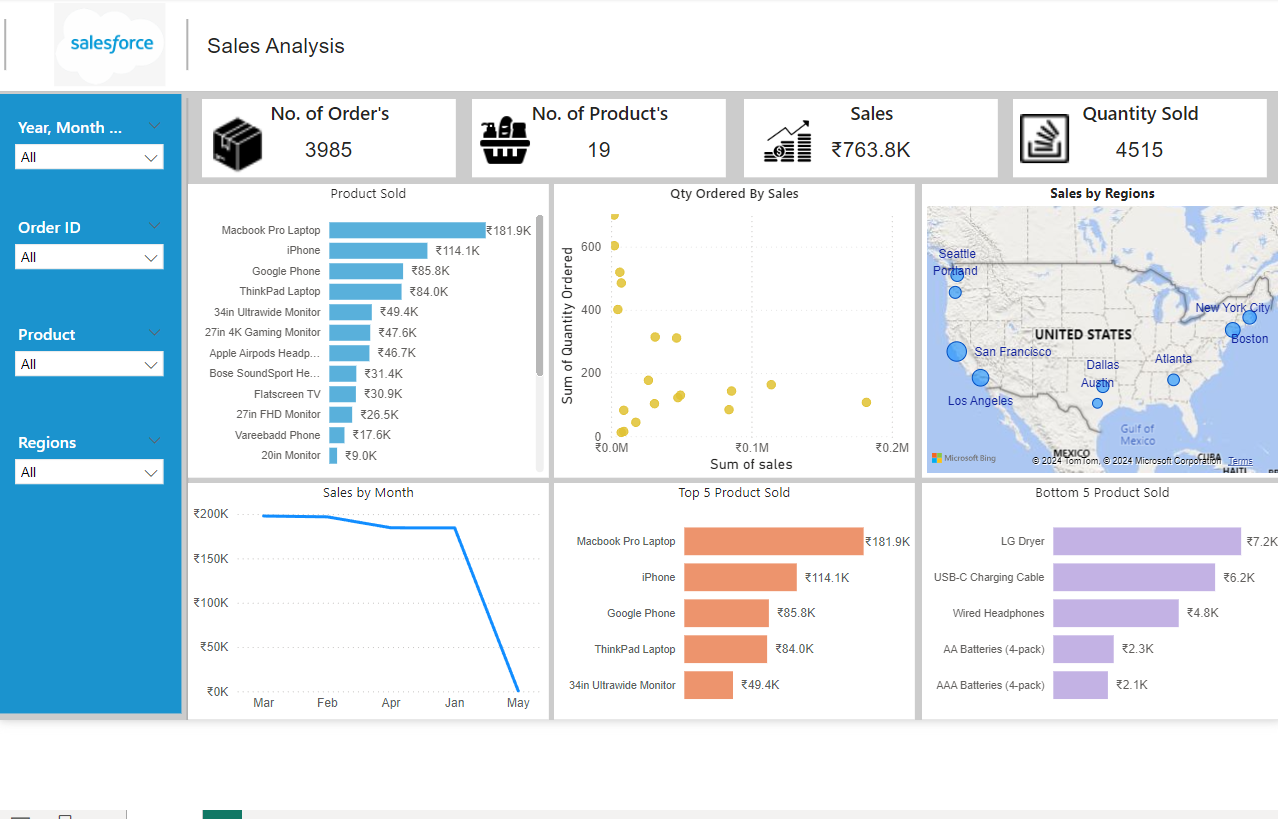 salesforce
Sales Analysis
Year, Month ...
All
Order ID
All
Product
All
Regions
All
No. of Order's
3985
No. of Product's
19
Sales
₹763.8K
Quantity Sold
4515
Product Sold
Macbook Pro Laptop ₹181.9K
iPhone ₹114.1K
Google Phone ₹85.8K
ThinkPad Laptop ₹84.0K
34in Ultrawide Monitor ₹49.4K
27in 4K Gaming Monitor ₹47.6K
Apple Airpods Headp... ₹46.7K
Bose SoundSport He... ₹31.4K
Flatscreen TV ₹30.9K
27in FHD Monitor ₹26.5K
Vareebadd Phone ₹17.6K
20in Monitor ₹9.0K
Qty Ordered By Sales
Sum of Quantity Ordered
600
400
200
0
₹0.0M ₹0.1M ₹0.2M
Sum of sales
Sales by Regions
Seattle
Portland
New York City
UNITED STATES
Boston
San Francisco
Dallas
Atlanta
Austin
Los Angeles
Gulf of
Mexico
MEXICO
CUBA
HAITI
Microsoft Bing
© 2024 TomTom, © 2024 Microsoft Corporation Terms
Sales by Month
₹200K
₹150K
₹100K
₹50K
₹0K
Mar Feb Apr Jan May
Top 5 Product Sold
Macbook Pro Laptop ₹181.9K
iPhone ₹114.1K
Google Phone ₹85.8K
ThinkPad Laptop ₹84.0K
34in Ultrawide Monitor ₹49.4K
Bottom 5 Product Sold
LG Dryer ₹7.2K
USB-C Charging Cable ₹6.2K
Wired Headphones ₹4.8K
AA Batteries (4-pack) ₹2.3K
AAA Batteries (4-pack) ₹2.1K